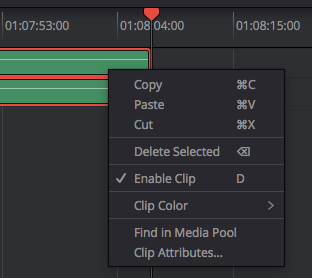 01:07:53:00 01:08:04:00 01:08:15:00
Copy ⌘C
Paste ⌘V
Cut ⌘X
Delete Selected ⌫
Enable Clip D
Clip Color
Find in Media Pool
Clip Attributes...